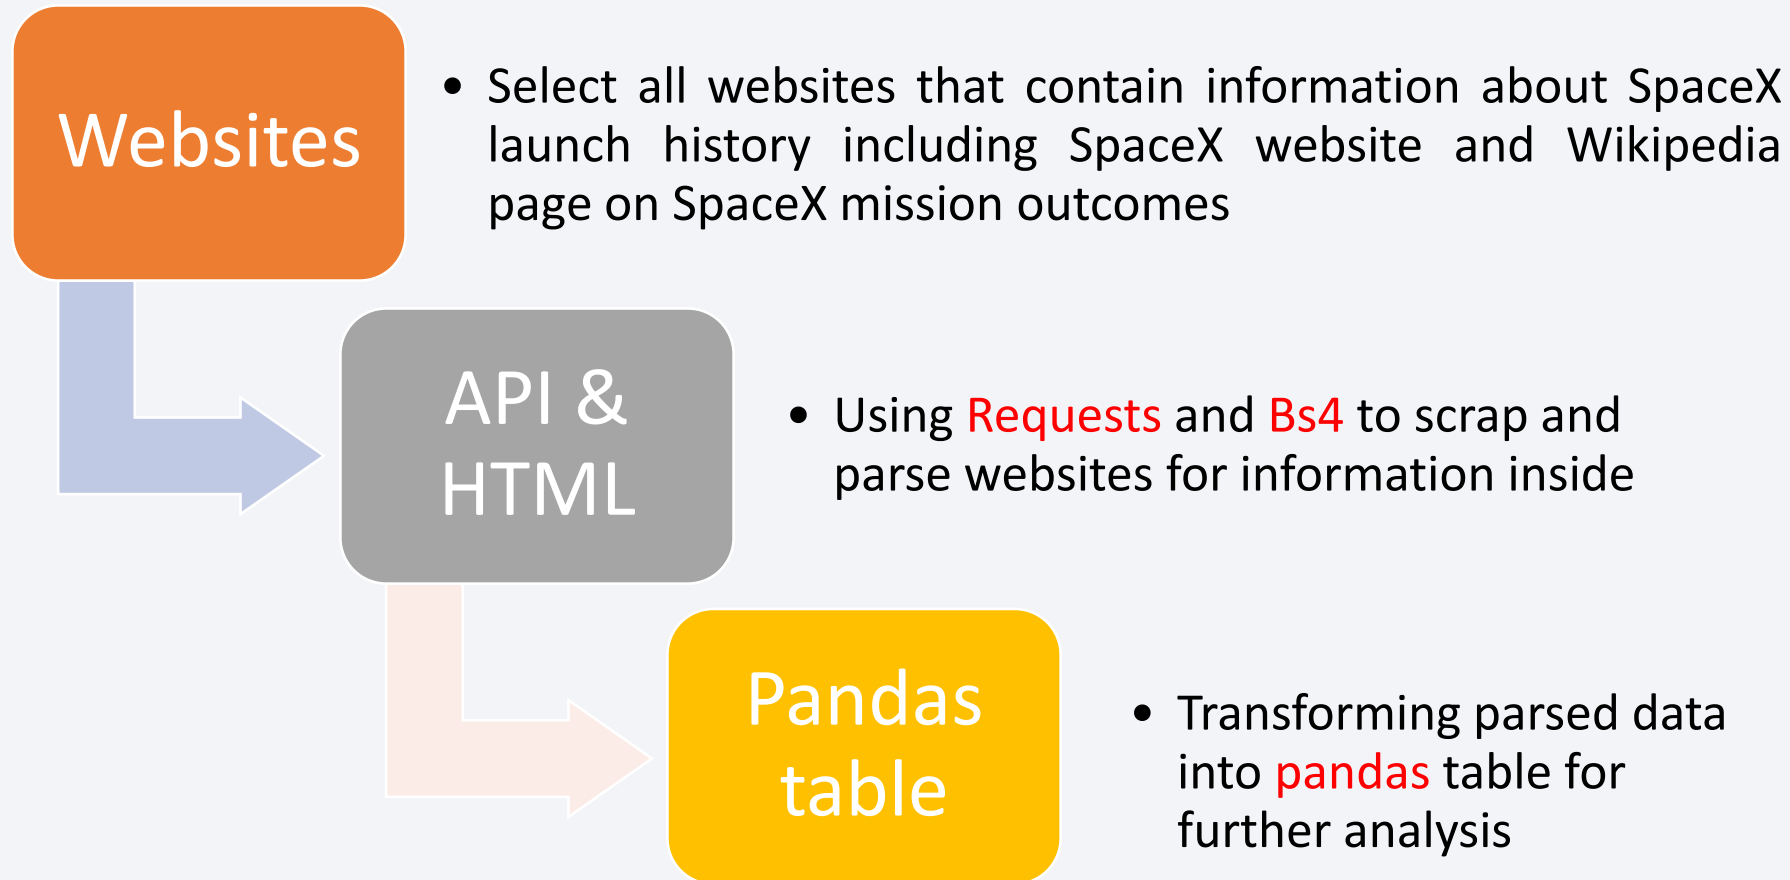 Websites
• Select all websites that contain information about SpaceX
launch history including SpaceX website and Wikipedia
page on SpaceX mission outcomes
API &
HTML
• Using Requests and Bs4 to scrap and
parse websites for information inside
Pandas
table
• Transforming parsed data
into pandas table for
further analysis